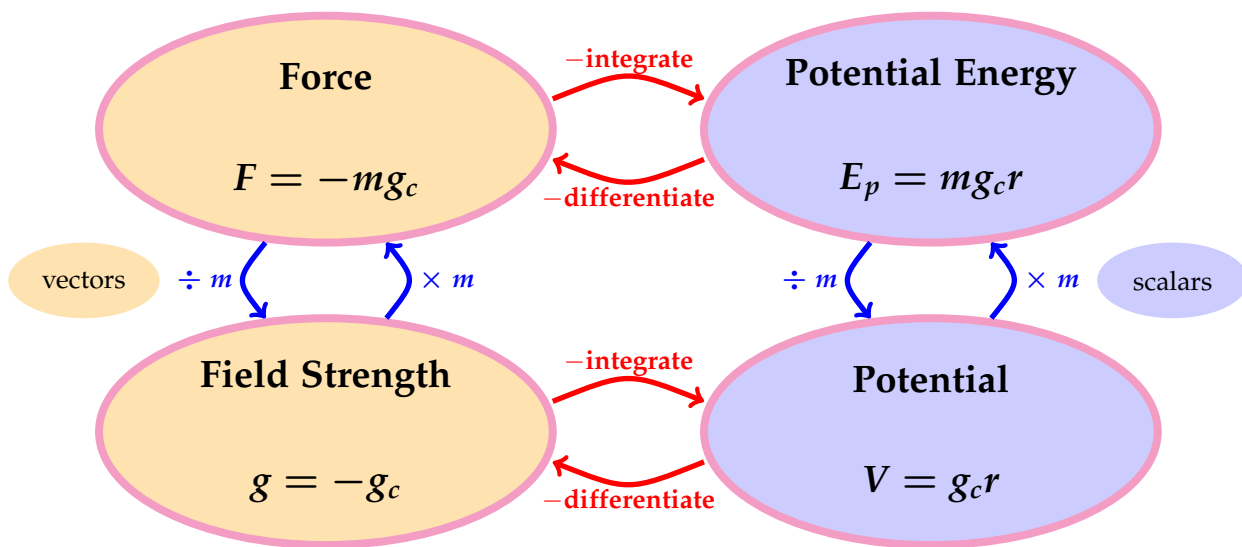 Force
F = −mg_c
−integrate
−differentiate
Potential Energy
E_p = mg_c r
vectors
÷ m
× m
÷ m
× m
scalars
Field Strength
g = −g_c
−integrate
−differentiate
Potential
V = g_c r